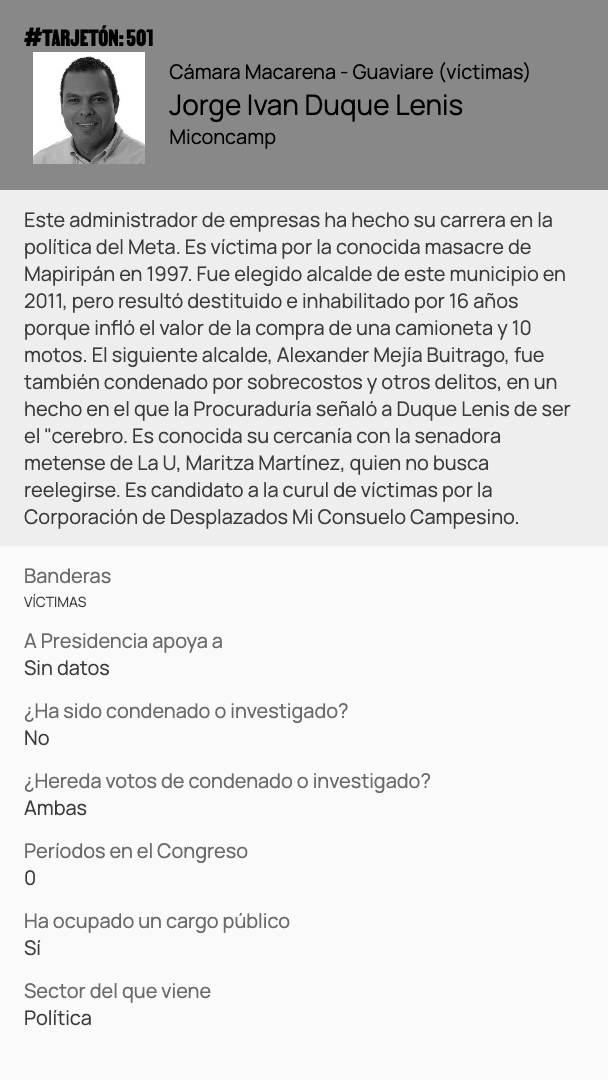 #TARJETÓN: 501
Cámara Macarena - Guaviare (víctimas)
Jorge Ivan Duque Lenis
Miconcamp
Este administrador de empresas ha hecho su carrera en la
política del Meta. Es víctima por la conocida masacre de
Mapiripán en 1997. Fue elegido alcalde de este municipio en
2011, pero resultó destituido e inhabilitado por 16 años
porque infló el valor de la compra de una camioneta y 10
motos. El siguiente alcalde, Alexander Mejía Buitrago, fue
también condenado por sobrecostos y otros delitos, en un
hecho en el que la Procuraduría señaló a Duque Lenis de ser
el "cerebro. Es conocida su cercanía con la senadora
metense de La U, Maritza Martínez, quien no busca
reelegirse. Es candidato a la curul de víctimas por la
Corporación de Desplazados Mi Consuelo Campesino.
Banderas
VÍCTIMAS
A Presidencia apoya a
Sin datos
¿Ha sido condenado o investigado?
No
¿Hereda votos de condenado o investigado?
Ambas
Períodos en el Congreso
0
Ha ocupado un cargo público
Sí
Sector del que viene
Política